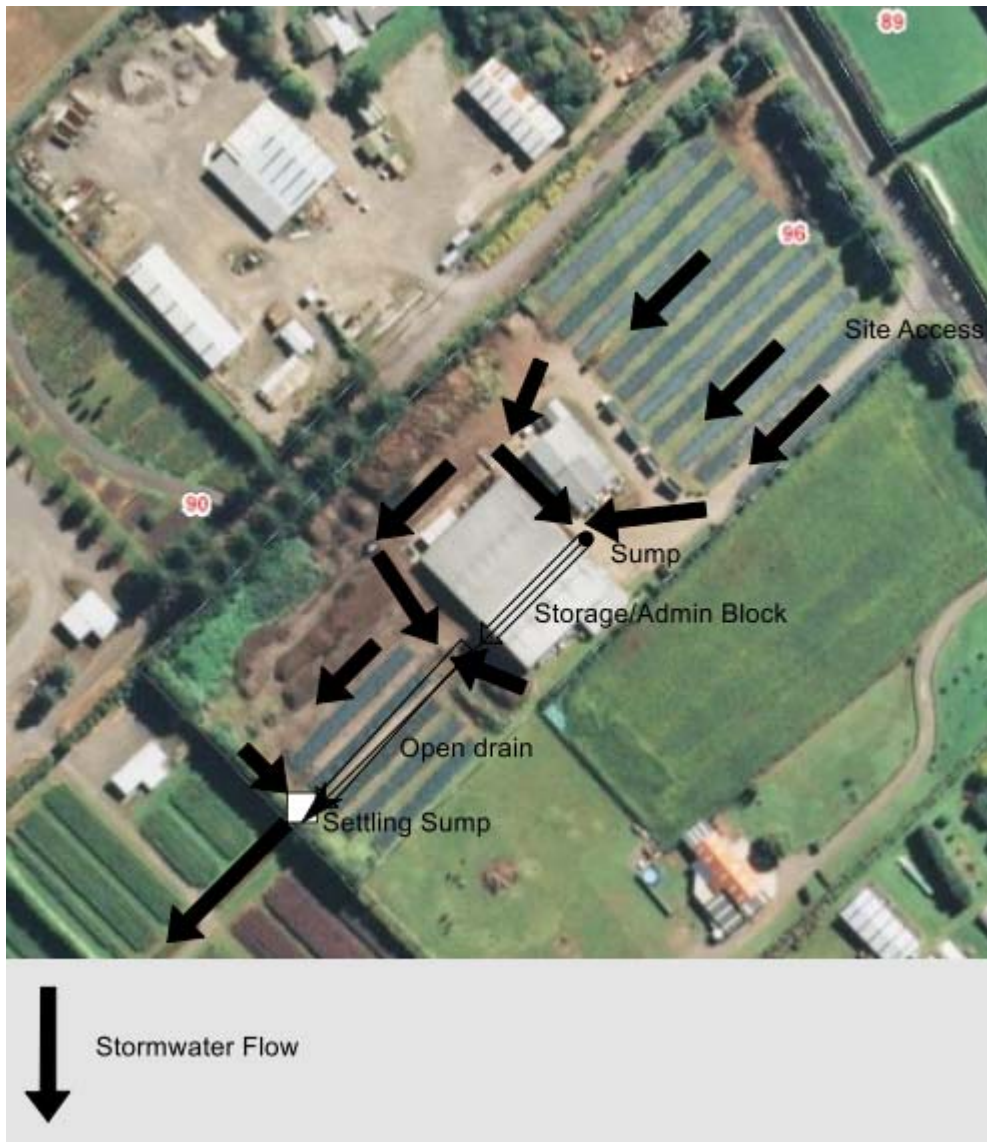 89
96
Site Access
90
Sump
Storage/Admin Block
Open drain
Settling Sump
Stormwater Flow